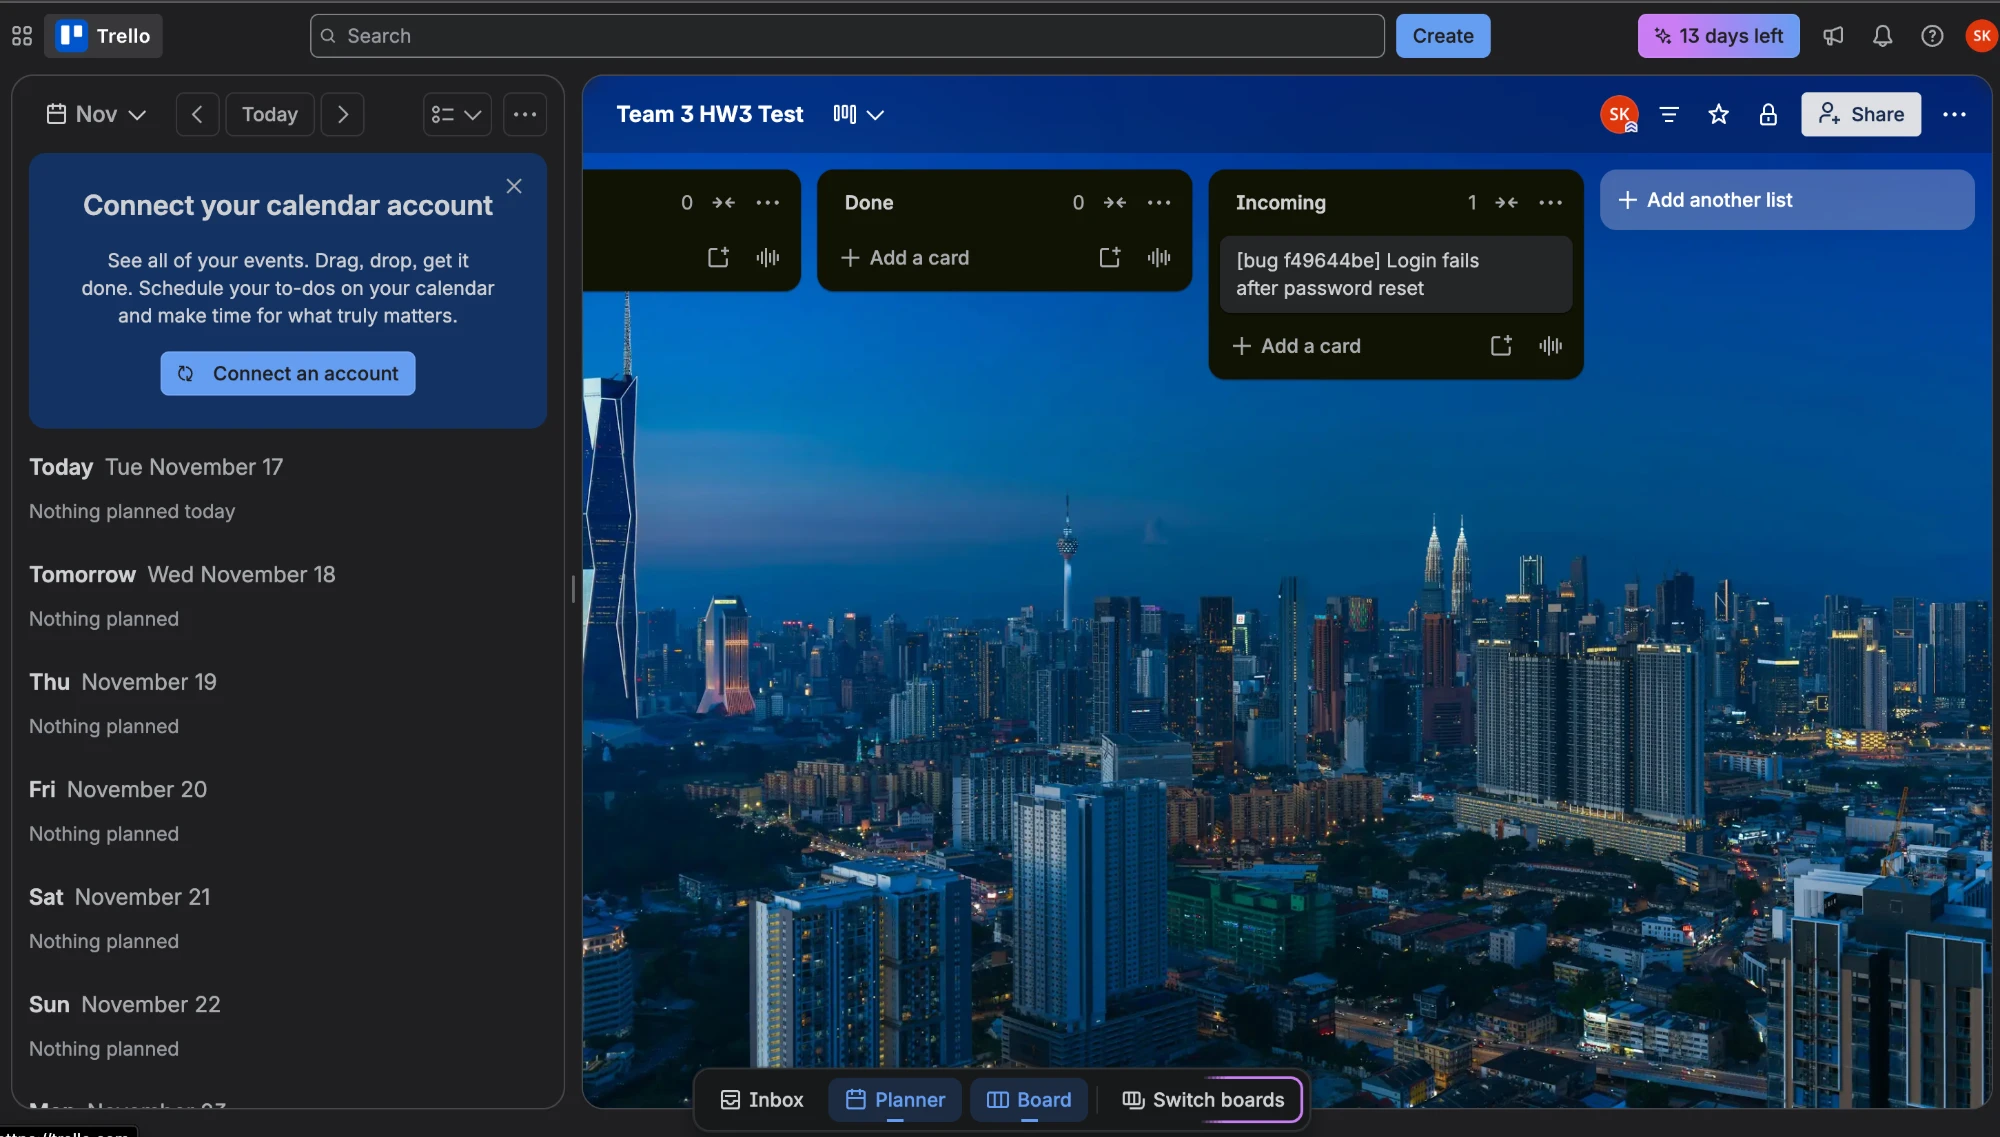 Trello
Search
Create
13 days left
SK
Nov
Today
Connect your calendar account
See all of your events. Drag, drop, get it
done. Schedule your to-dos on your calendar
and make time for what truly matters.
Connect an account
Today Tue November 17
Nothing planned today
Tomorrow Wed November 18
Nothing planned
Thu November 19
Nothing planned
Fri November 20
Nothing planned
Sat November 21
Nothing planned
Sun November 22
Nothing planned
Team 3 HW3 Test
SK
Share
0
Done 0
Add a card
Incoming 1
[bug f49644be] Login fails
after password reset
Add a card
Add another list
Inbox
Planner
Board
Switch boards